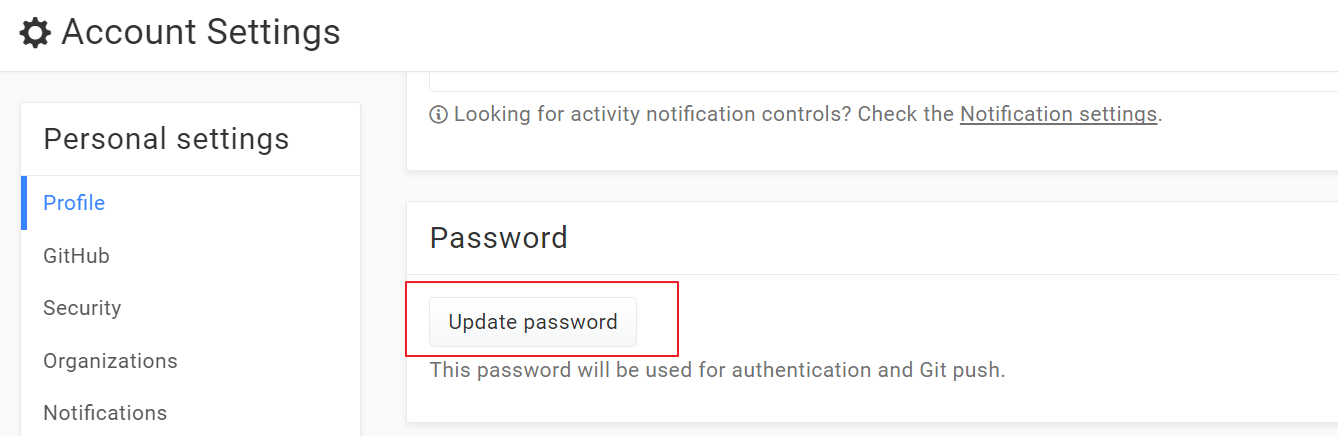 Account Settings
Looking for activity notification controls? Check the Notification settings.
Personal settings
Profile
GitHub
Security
Organizations
Notifications
Password
Update password
This password will be used for authentication and Git push.